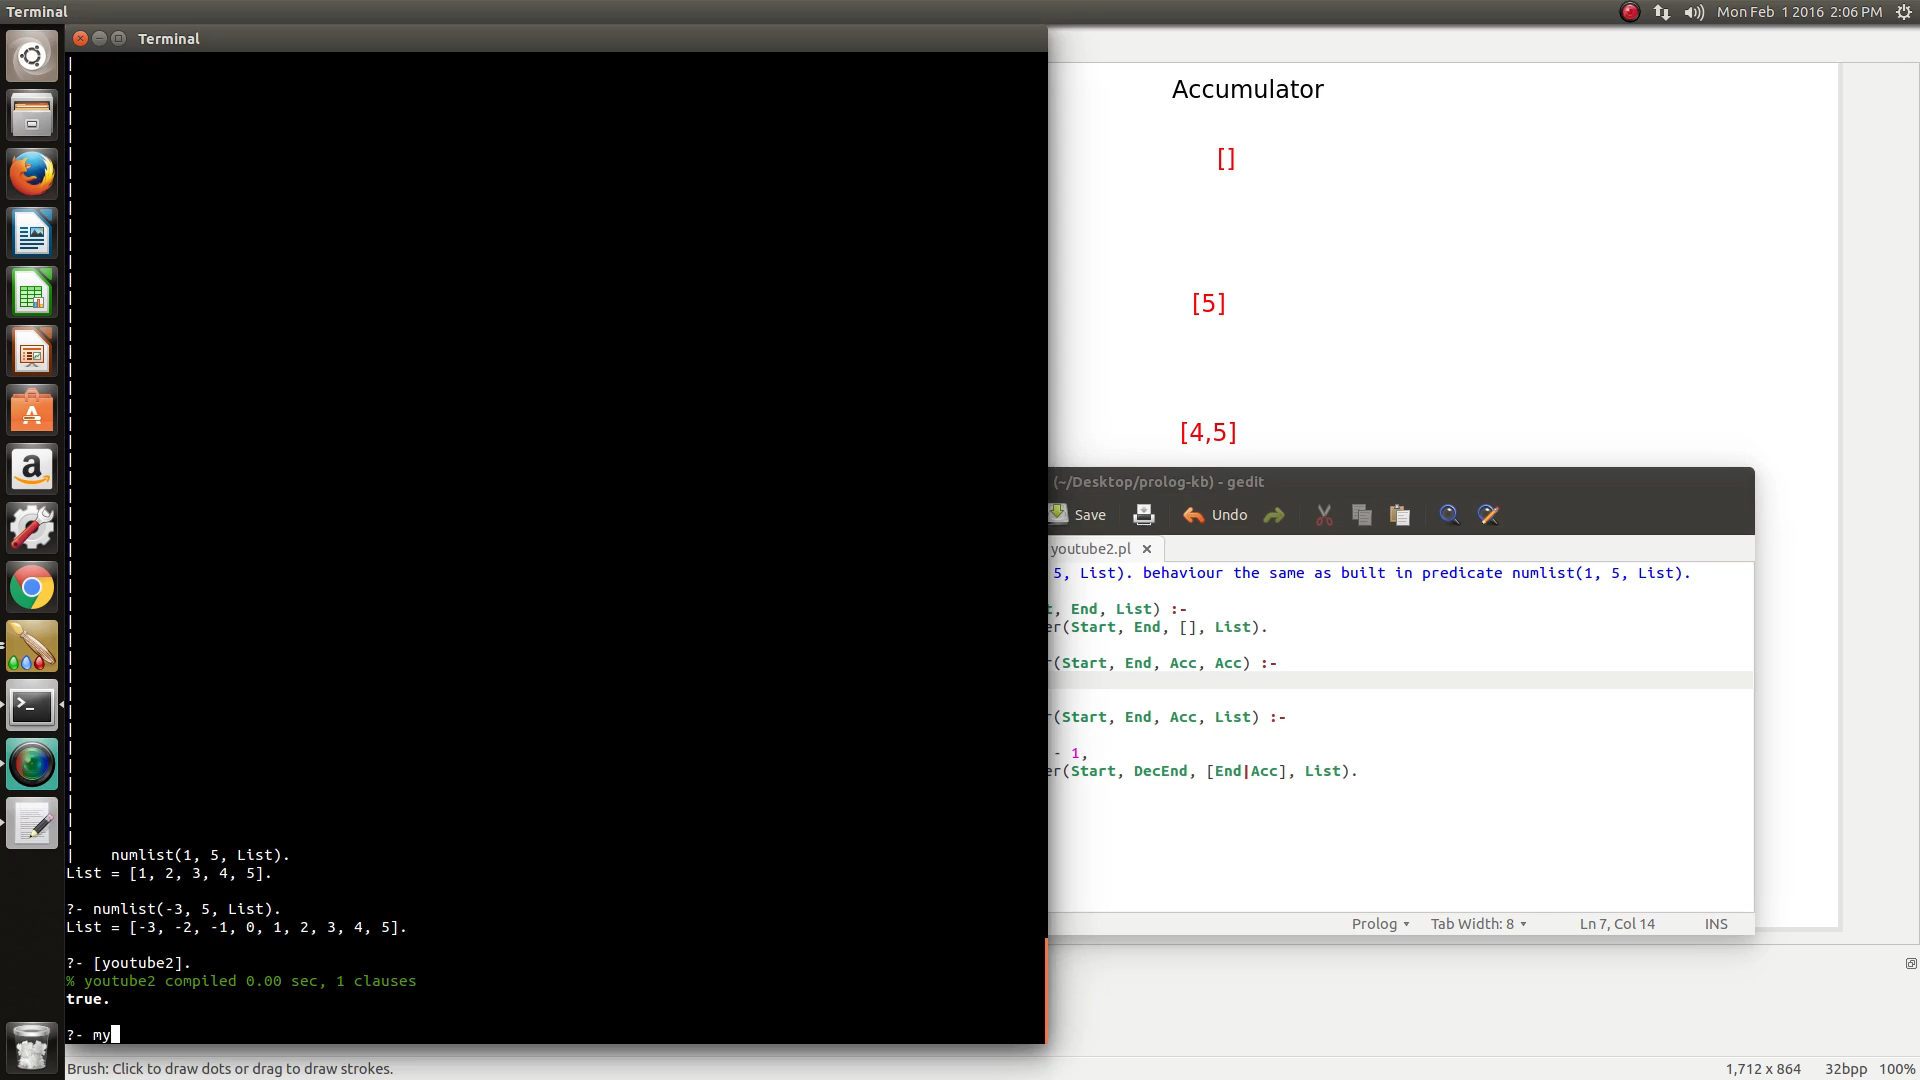 Terminal
Mon Feb 1 2016 2:06 PM
Terminal
Accumulator
[]
[5]
[4,5]
(~/Desktop/prolog-kb) - gedit
Save
Undo
youtube2.pl
5, List). behaviour the same as built in predicate numlist(1, 5, List).
, End, List) :-
(Start, End, [], List).
(Start, End, Acc, Acc) :-
(Start, End, Acc, List) :-
- 1,
(Start, DecEnd, [End|Acc], List).
Prolog
Tab Width: 8
Ln 7, Col 14
INS
| numlist(1, 5, List).
List = [1, 2, 3, 4, 5].
?- numlist(-3, 5, List).
List = [-3, -2, -1, 0, 1, 2, 3, 4, 5].
?- [youtube2].
% youtube2 compiled 0.00 sec, 1 clauses
true.
?- my
Brush: Click to draw dots or drag to draw strokes.
1,712 x 864
32bpp
100%